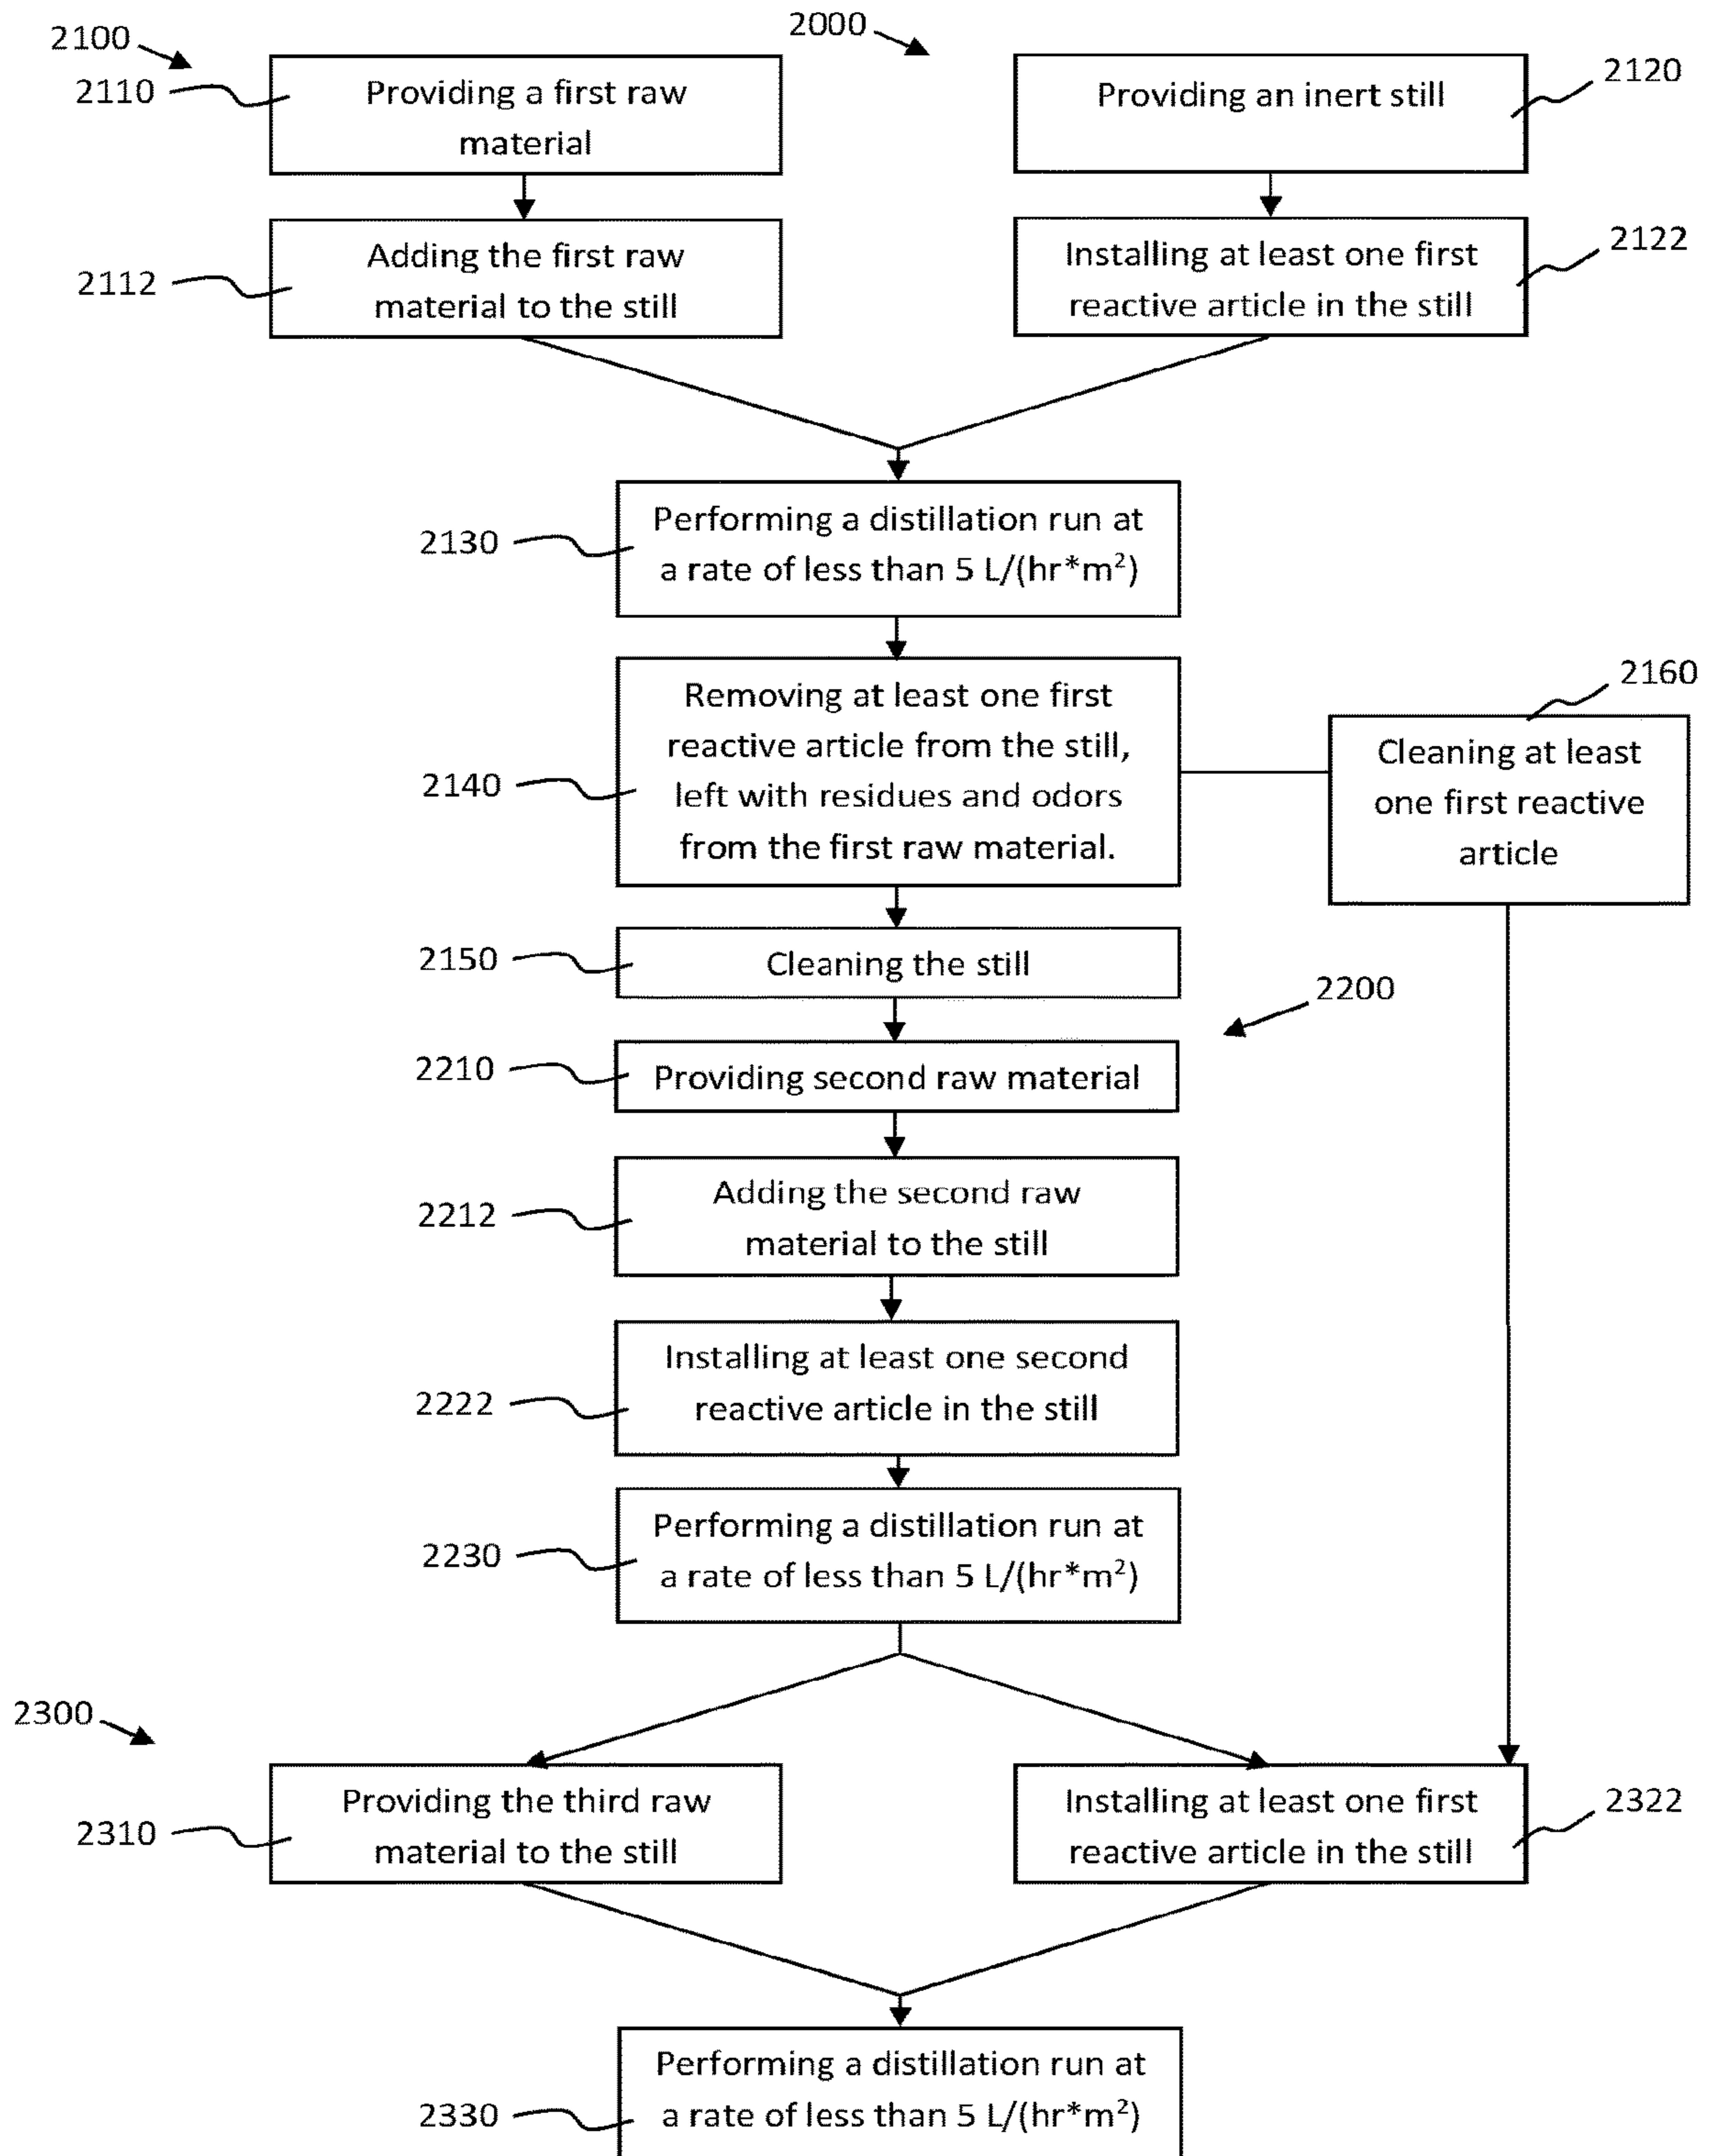 2100
2000
2110
Providing a first raw
material
Providing an inert still
2120
2112
Adding the first raw
material to the still
Installing at least one first
reactive article in the still
2122
2130
Performing a distillation run at
a rate of less than 5 L/(hr*m²)
2140
Removing at least one first
reactive article from the still,
left with residues and odors
from the first raw material.
2160
Cleaning at least
one first reactive
article
2150
Cleaning the still
2200
2210
Providing second raw material
2212
Adding the second raw
material to the still
2222
Installing at least one second
reactive article in the still
2230
Performing a distillation run at
a rate of less than 5 L/(hr*m²)
2300
2310
Providing the third raw
material to the still
Installing at least one first
reactive article in the still
2322
2330
Performing a distillation run at
a rate of less than 5 L/(hr*m²)